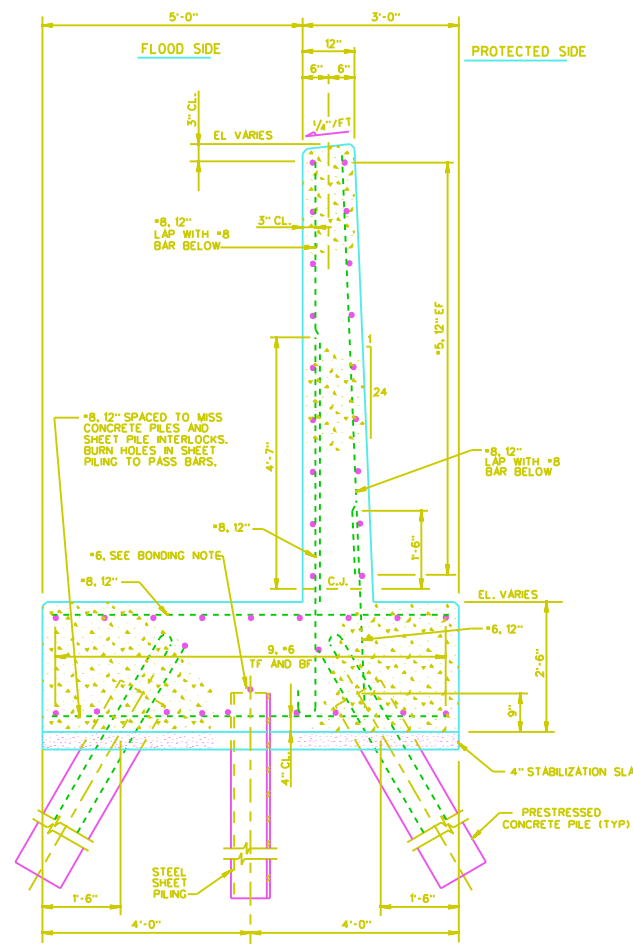 5'-0"
3'-0"
FLOOD SIDE
12"
PROTECTED SIDE
6"
6"
3" CL.
1/4"/FT
EL VARIES
3" CL.
#8, 12"
LAP WITH #8
BAR BELOW
#5, 12" EF
1
24
#8, 12" SPACED TO MISS
CONCRETE PILES AND
SHEET PILE INTERLOCKS.
BURN HOLES IN SHEET
PILING TO PASS BARS.
4'-7"
#8, 12"
LAP WITH #8
BAR BELOW
#8, 12"
1'-6"
#6, SEE BONDING NOTE
#8, 12"
C.J.
EL. VARIES
#6, 12"
9, #6
TF AND BF
2'-6"
9"
4" CL.
4" STABILIZATION SLA
PRESTRESSED
CONCRETE PILE (TYP)
STEEL
SHEET
PILING
1'-6"
1'-6"
4'-0"
4'-0"